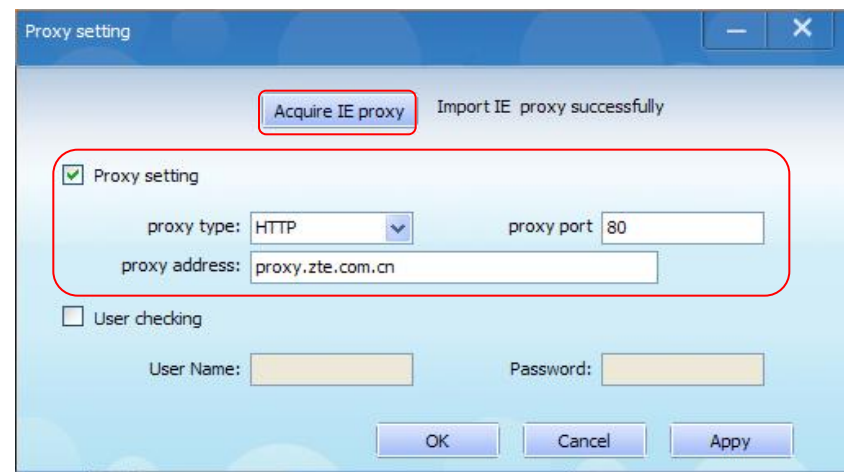 Proxy setting
Acquire IE proxy Import IE proxy successfully
Proxy setting
proxy type: HTTP proxy port 80
proxy address: proxy.zte.com.cn
User checking
User Name: Password:
OK Cancel Appy